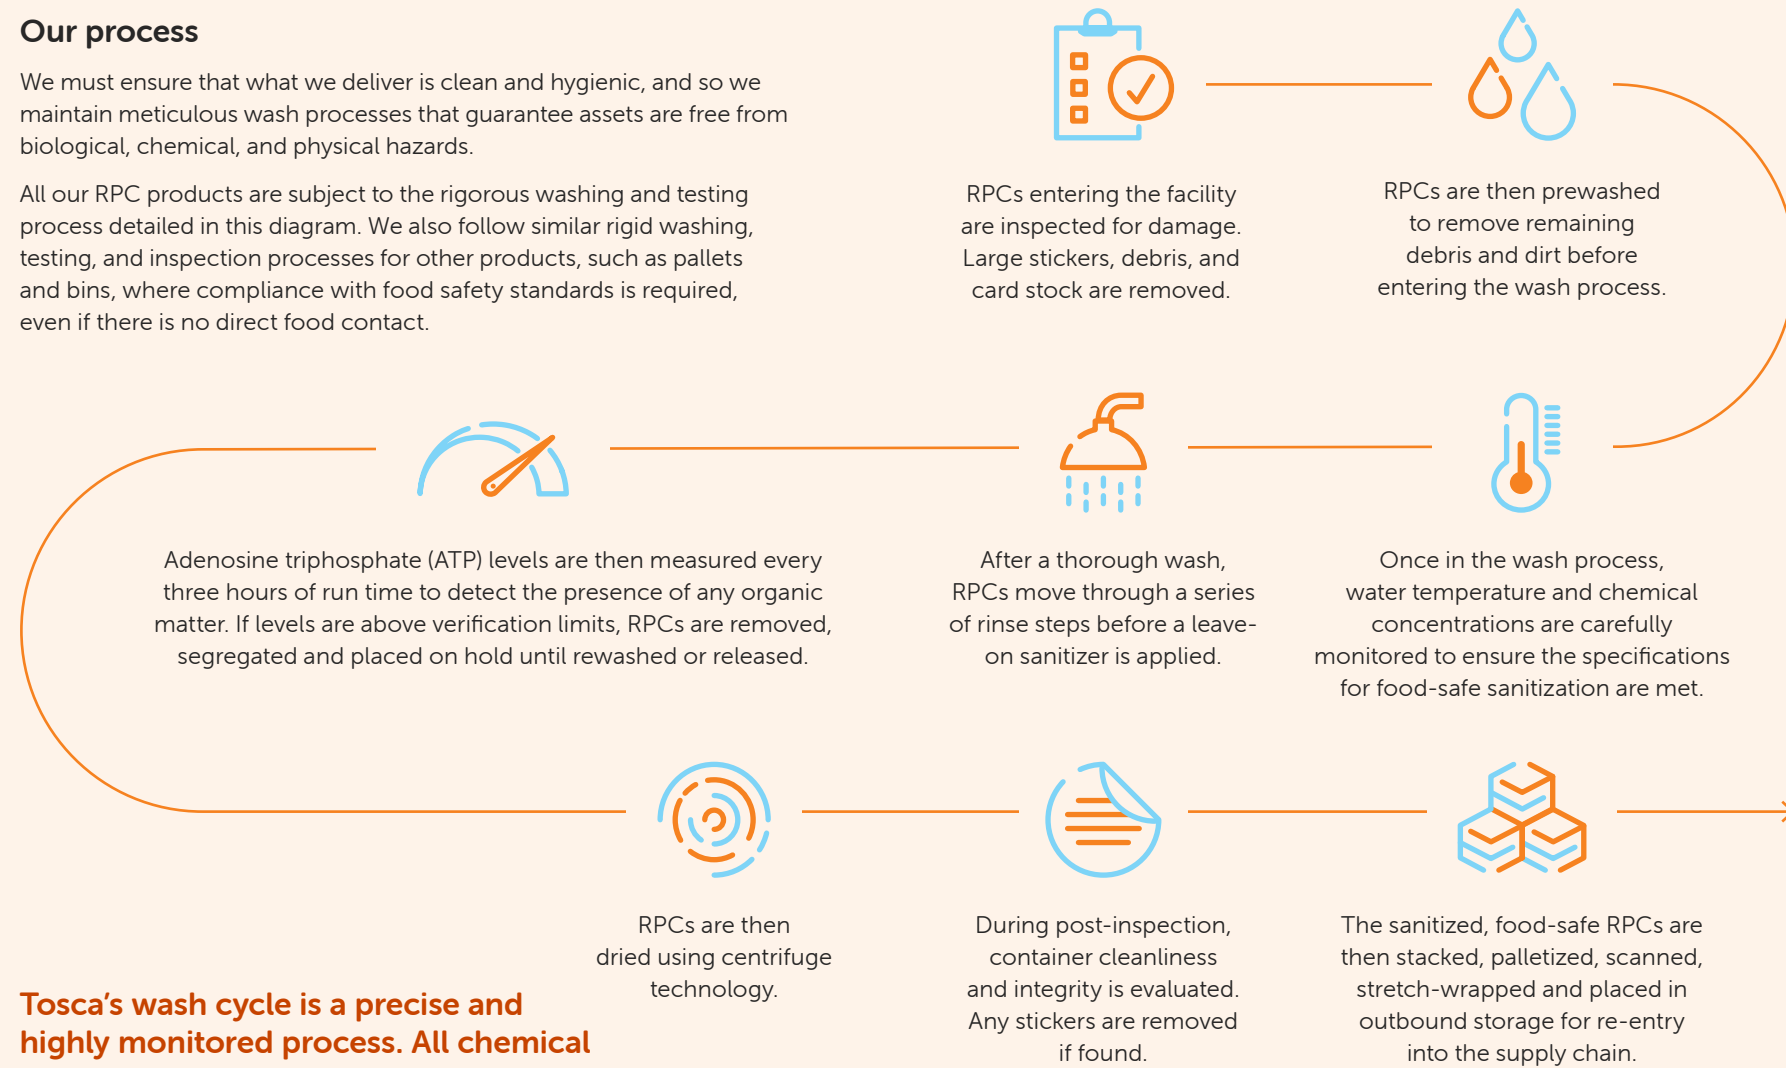 Our process
We must ensure that what we deliver is clean and hygienic, and so we
maintain meticulous wash processes that guarantee assets are free from
biological, chemical, and physical hazards.
All our RPC products are subject to the rigorous washing and testing
process detailed in this diagram. We also follow similar rigid washing,
testing, and inspection processes for other products, such as pallets
and bins, where compliance with food safety standards is required,
even if there is no direct food contact.
RPCs entering the facility
are inspected for damage.
Large stickers, debris, and
card stock are removed.
RPCs are then prewashed
to remove remaining
debris and dirt before
entering the wash process.
Once in the wash process,
water temperature and chemical
concentrations are carefully
monitored to ensure the specifications
for food-safe sanitization are met.
After a thorough wash,
RPCs move through a series
of rinse steps before a leave-
on sanitizer is applied.
Adenosine triphosphate (ATP) levels are then measured every
three hours of run time to detect the presence of any organic
matter. If levels are above verification limits, RPCs are removed,
segregated and placed on hold until rewashed or released.
RPCs are then
dried using centrifuge
technology.
During post-inspection,
container cleanliness
and integrity is evaluated.
Any stickers are removed
if found.
The sanitized, food-safe RPCs are
then stacked, palletized, scanned,
stretch-wrapped and placed in
outbound storage for re-entry
into the supply chain.
Tosca’s wash cycle is a precise and
highly monitored process. All chemical